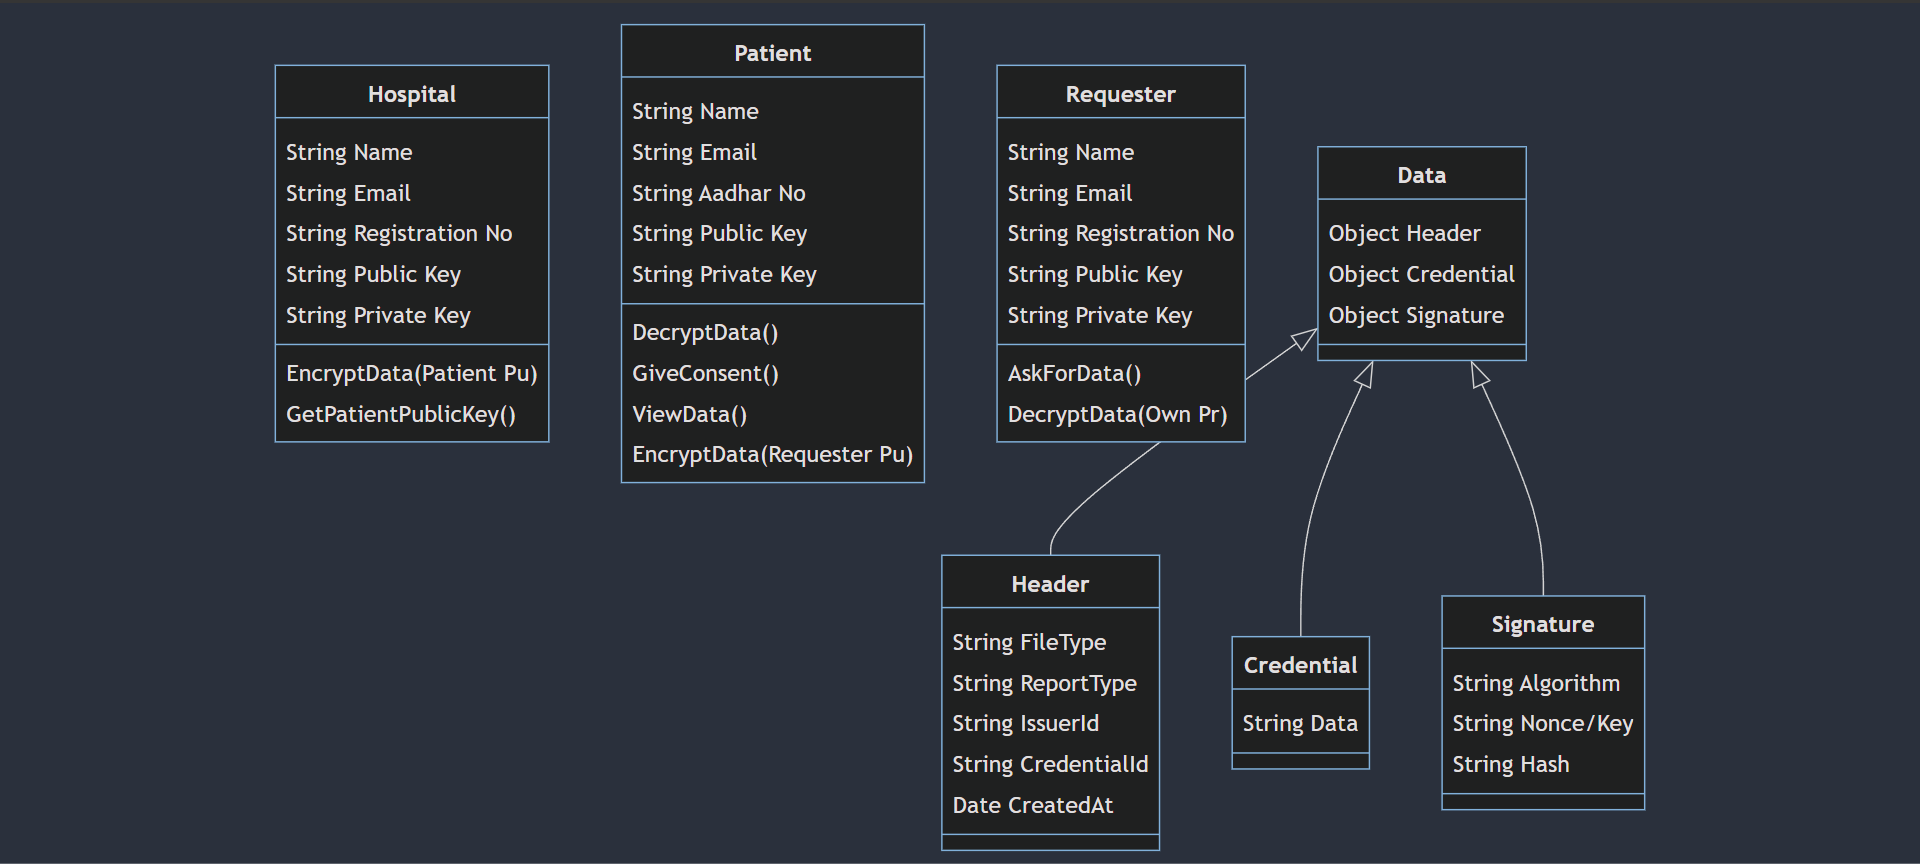 Hospital
String Name
String Email
String Registration No
String Public Key
String Private Key
EncryptData(Patient Pu)
GetPatientPublicKey()
Patient
String Name
String Email
String Aadhar No
String Public Key
String Private Key
DecryptData()
GiveConsent()
ViewData()
EncryptData(Requester Pu)
Requester
String Name
String Email
String Registration No
String Public Key
String Private Key
AskForData()
DecryptData(Own Pr)
Data
Object Header
Object Credential
Object Signature
Header
String FileType
String ReportType
String IssuerId
String CredentialId
Date CreatedAt
Credential
String Data
Signature
String Algorithm
String Nonce/Key
String Hash